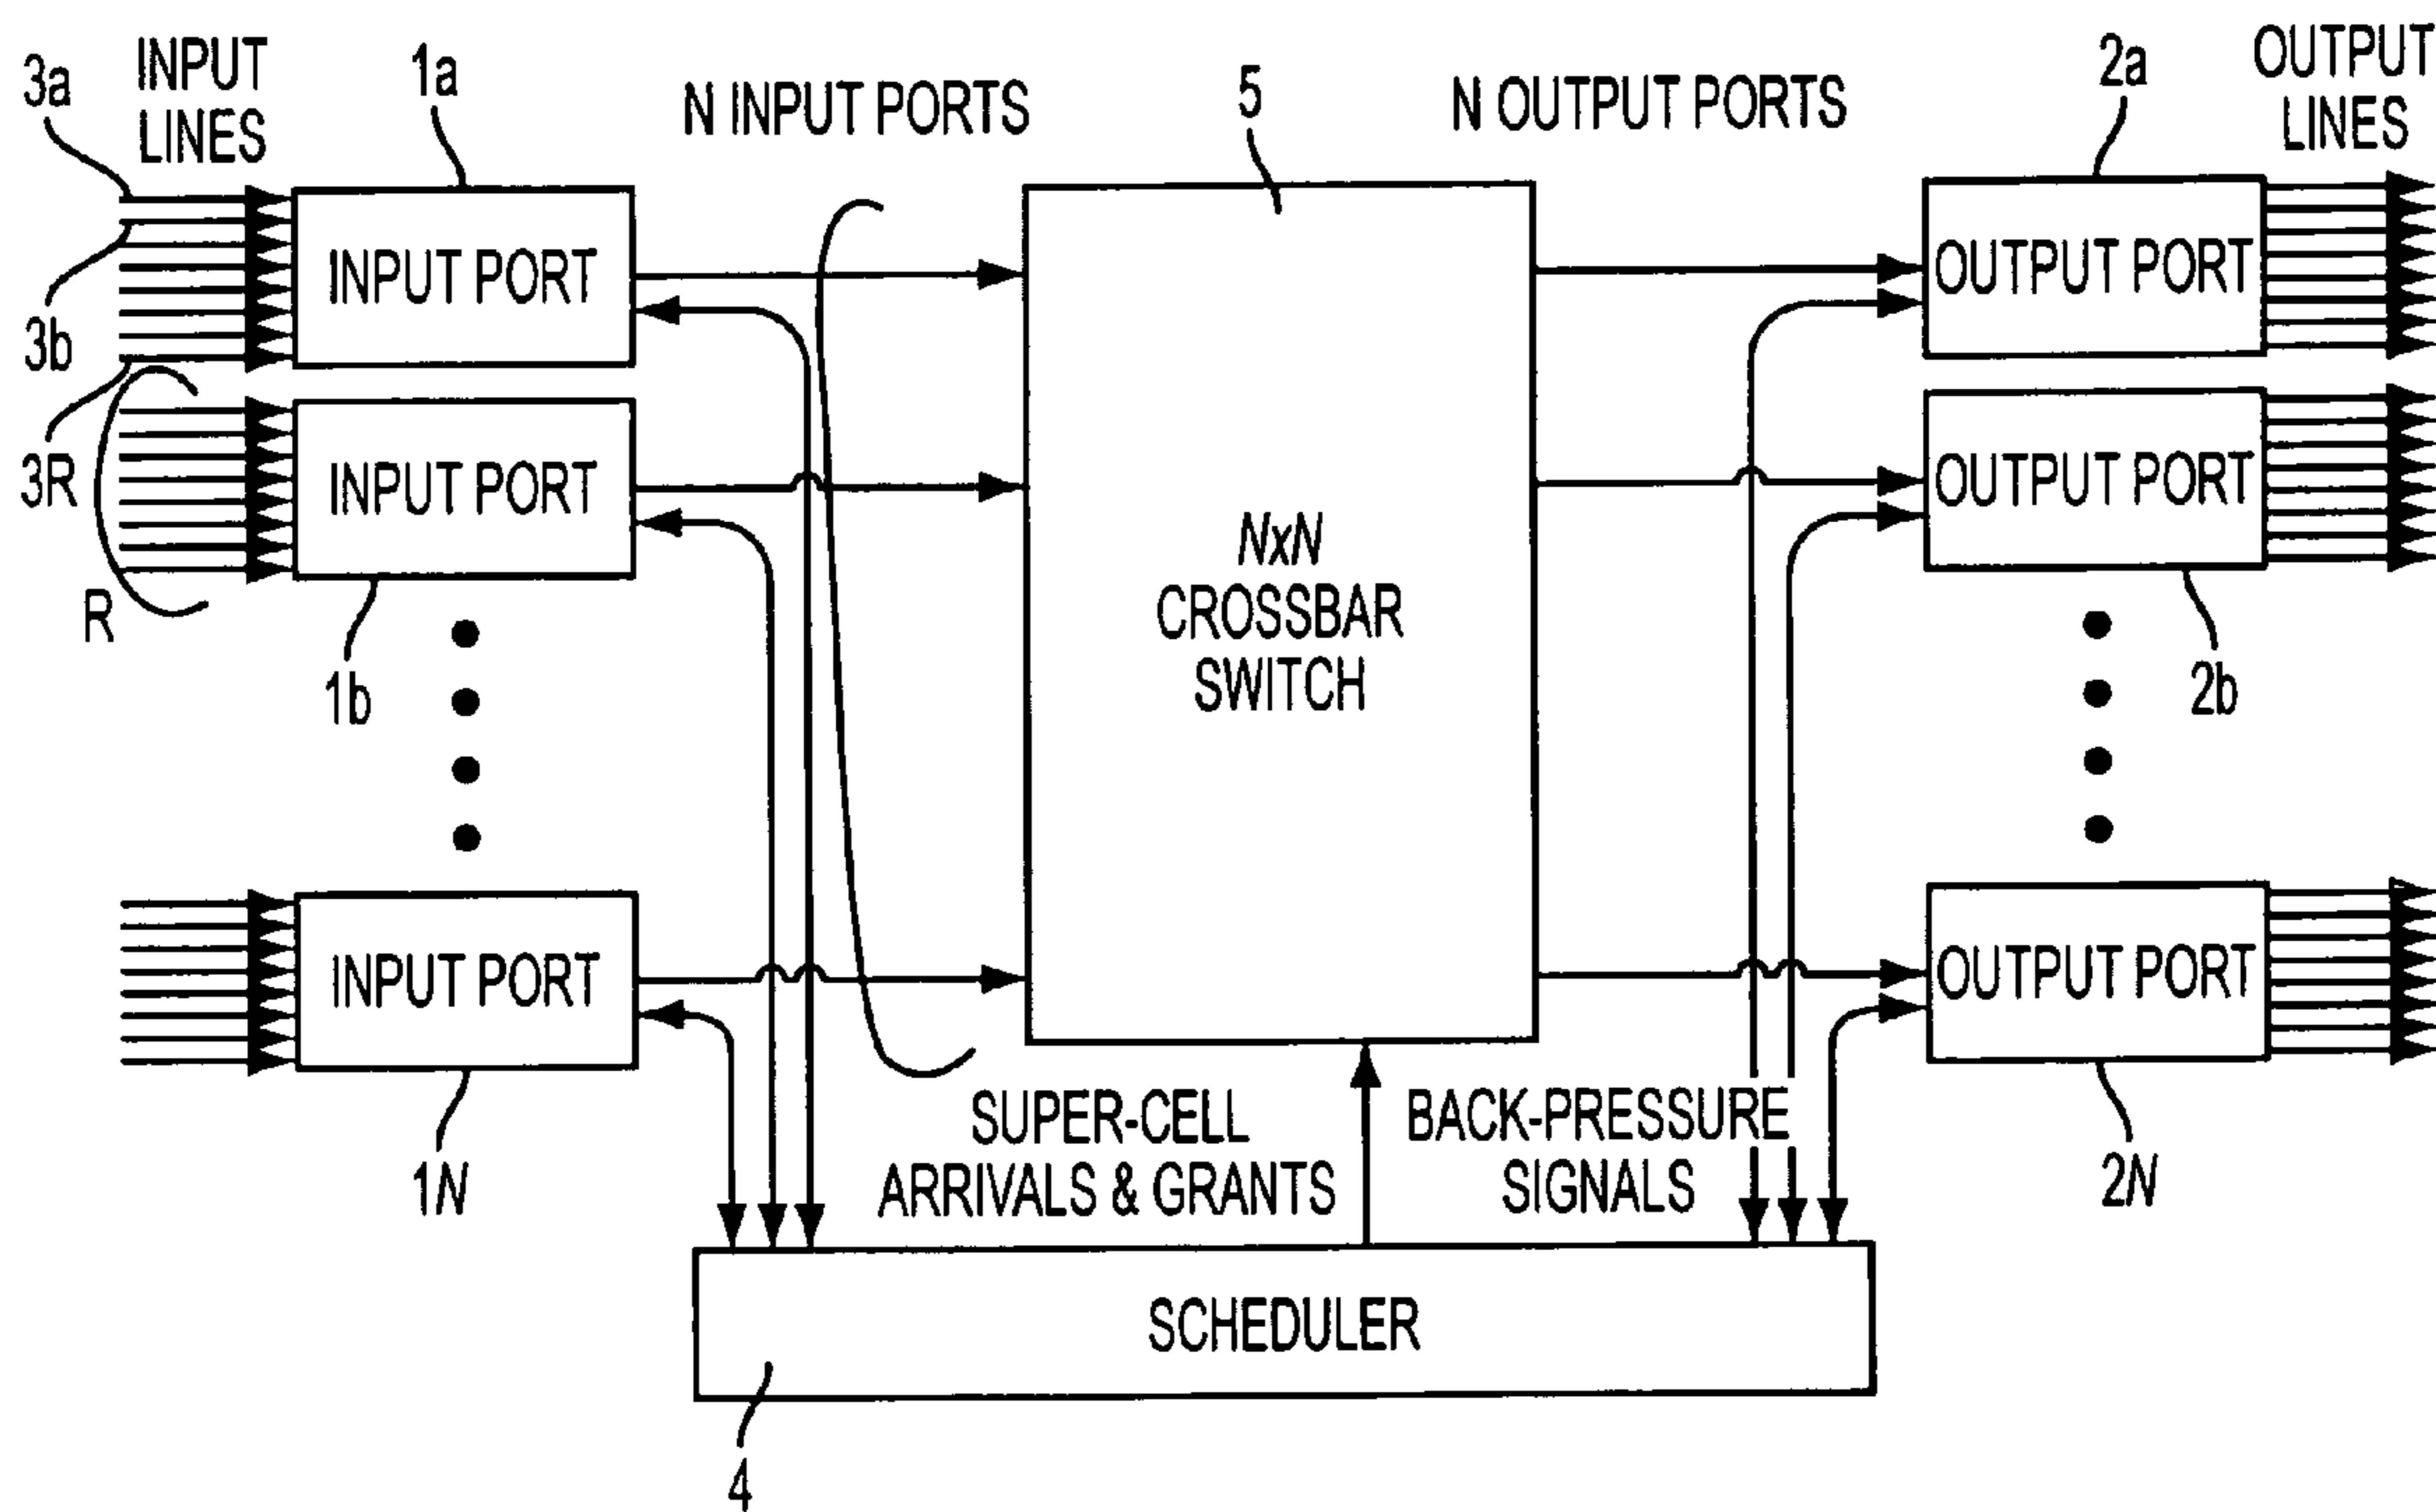 3a
INPUT
LINES
1a
N INPUT PORTS
5
N OUTPUT PORTS
2a
OUTPUT
LINES
INPUT PORT
OUTPUT PORT
3b
3R
INPUT PORT
OUTPUT PORT
R
1b
NxN
CROSSBAR
SWITCH
2b
INPUT PORT
OUTPUT PORT
1N
SUPER-CELL
ARRIVALS & GRANTS
BACK-PRESSURE
SIGNALS
2N
SCHEDULER
4